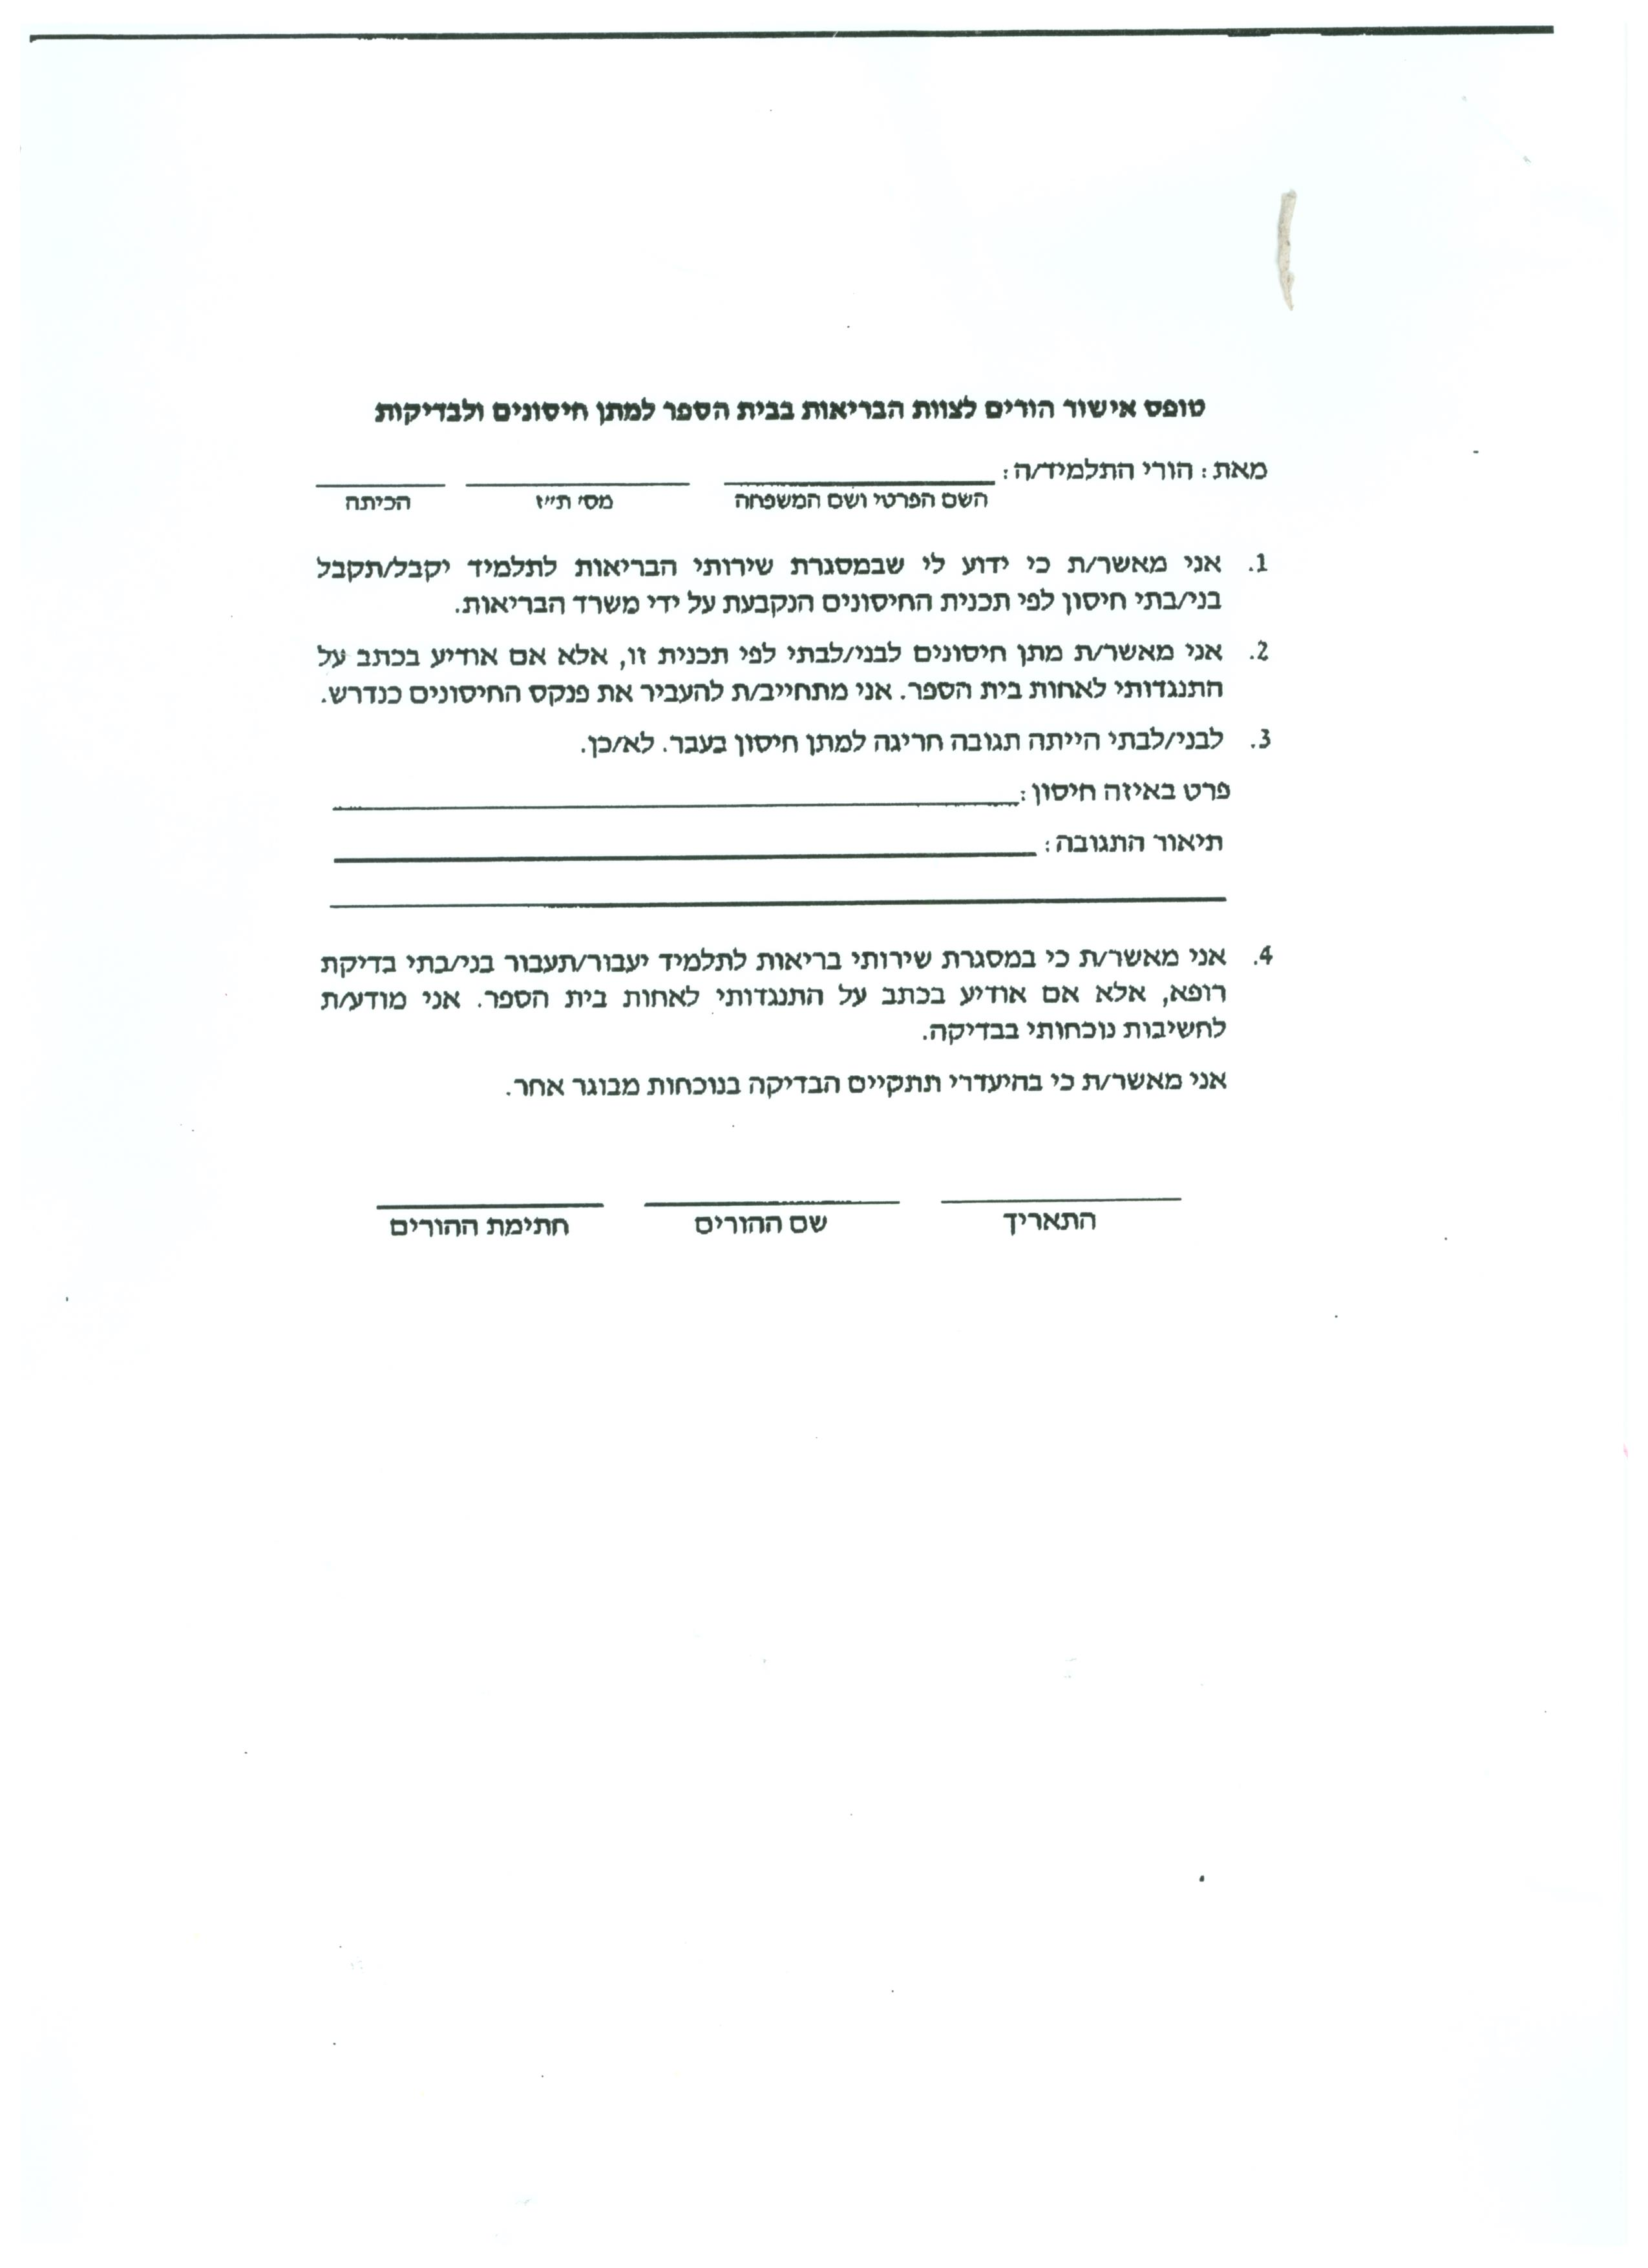 טופס אישור הורים לצוות הבריאות בבית הספר למתן חיסונים ולבדיקות
מאת : הורי התלמיד/ה :
השם הפרטי ושם המשפחה מס׳ ת״ז הכיתה
1. אני מאשר/ת כי ידוע לי שבמסגרת שירותי הבריאות לתלמיד יקבל/תקבל
בני/בתי חיסון לפי תכנית החיסונים הנקבעת על ידי משרד הבריאות.
2. אני מאשר/ת מתן חיסונים לבני/לבתי לפי תכנית זו, אלא אם אודיע בכתב על
התנגדותי לאחות בית הספר. אני מתחייב/ת להעביר את פנקס החיסונים כנדרש.
3. לבני/לבתי הייתה תגובה חריגה למתן חיסון בעבר. לא/כן.
פרט באיזה חיסון :
תיאור התגובה :
4. אני מאשר/ת כי במסגרת שירותי בריאות לתלמיד יעבור/תעבור בני/בתי בדיקת
רופא, אלא אם אודיע בכתב על התנגדותי לאחות בית הספר. אני מודע/ת
לחשיבות נוכחותי בבדיקה.
אני מאשר/ת כי בהיעדרי תתקיים הבדיקה בנוכחות מבוגר אחר.
התאריך שם ההורים חתימת ההורים